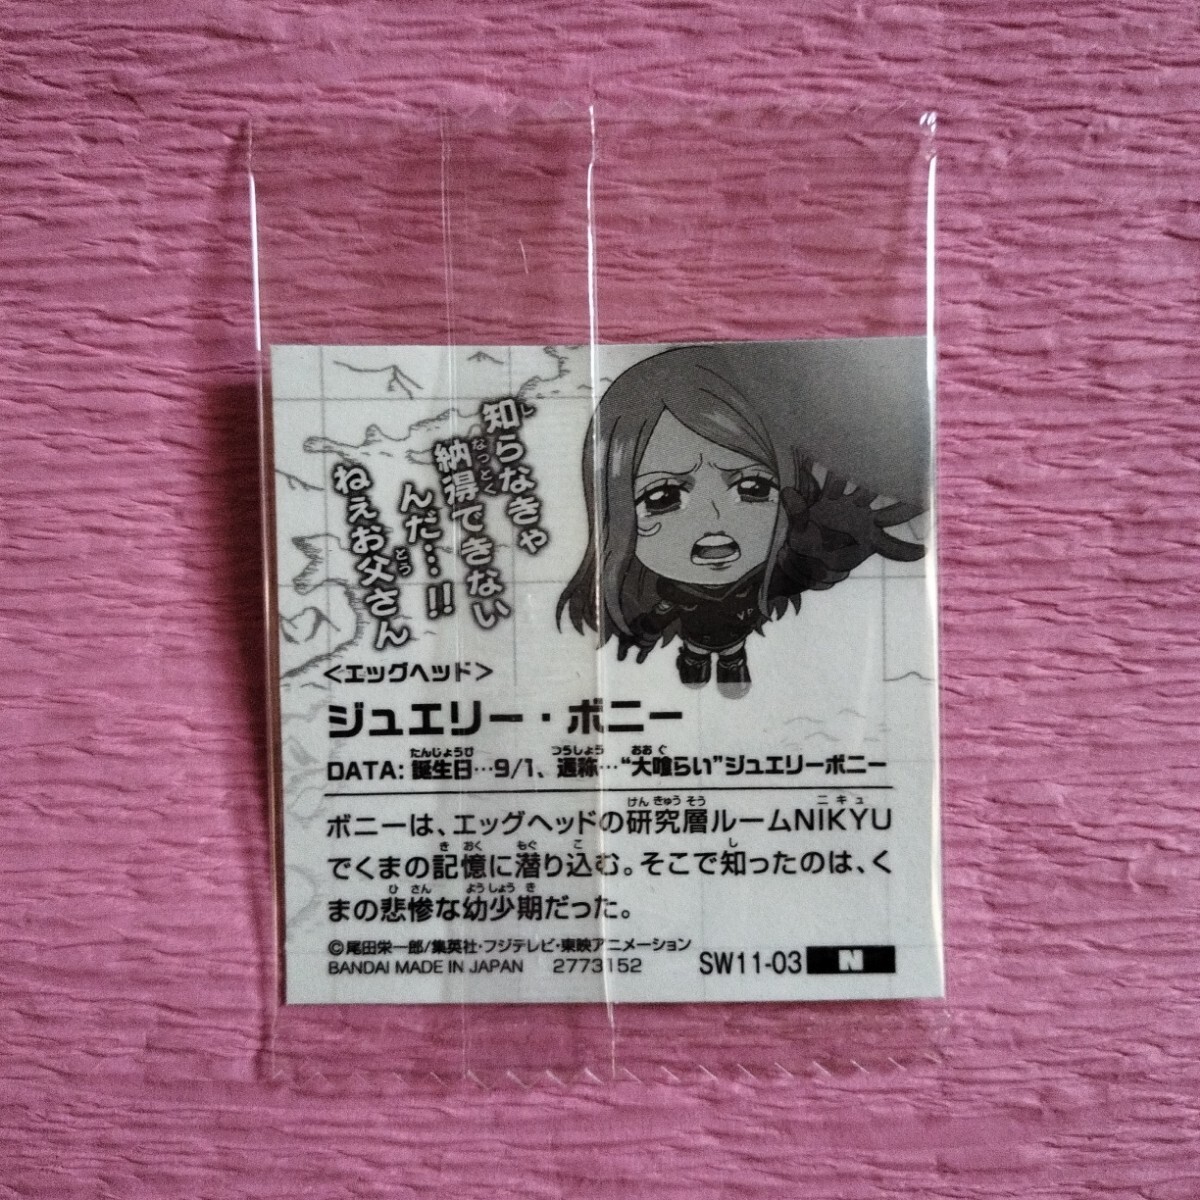 知らなきゃ
納得できない
んだ…!!
ねぇお父さん
<エッグヘッド>
ジュエリー・ボニー
DATA: 誕生日…9/1、通称…“大喰らい”ジュエリーボニー
ボニーは、エッグヘッドの研究層ルームNIKYU
でくまの記憶に潜り込む。そこで知ったのは、く
まの悲惨な幼少期だった。
©尾田栄一郎/集英社・フジテレビ・東映アニメーション
BANDAI MADE IN JAPAN 2773152 SW11-03 N
VP